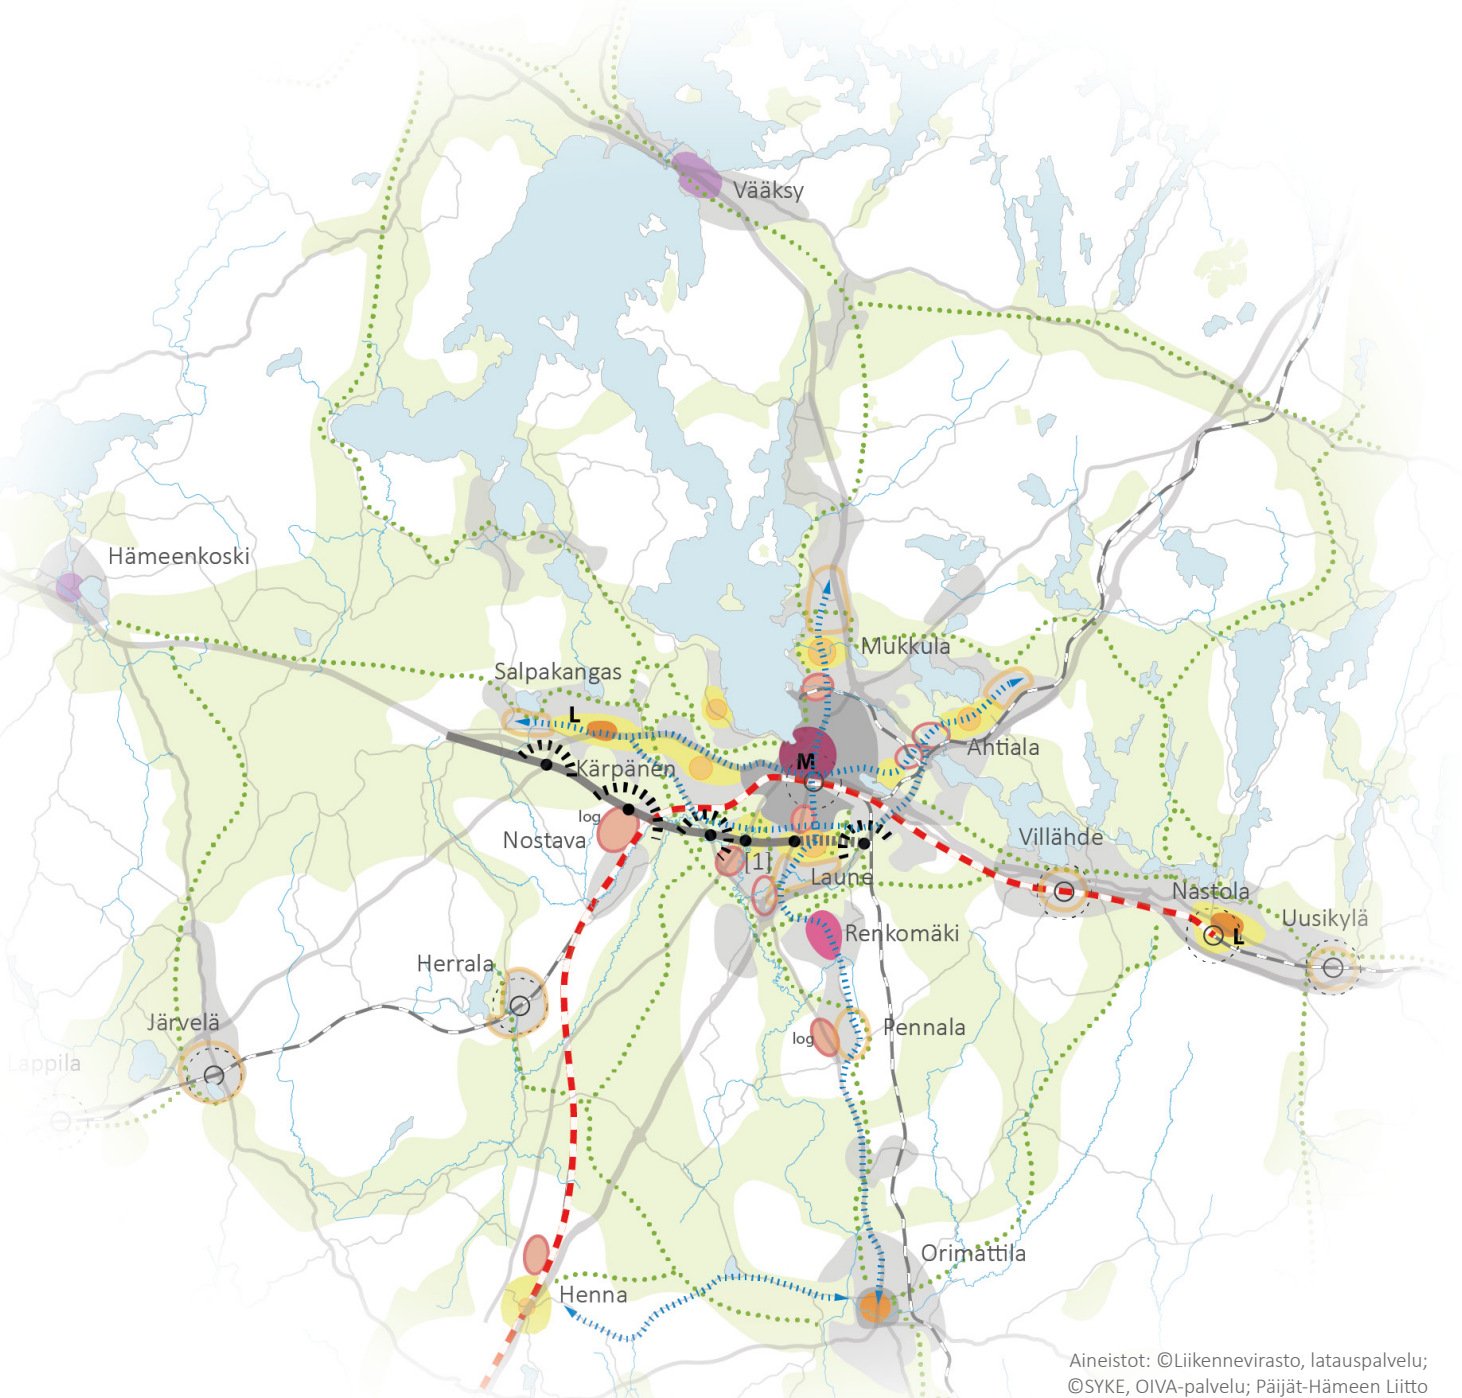 Vääksy
Hämeenkoski
Mukkula
Salpakangas
L
Ahtiala
M
Kärpänen
log
Nostava
Villähde
[1]
Laune
Nastola
Uusikylä
L
Renkomäki
Herrala
Järvelä
Pennala
log
Lappila
Orimattila
Henna
Aineistot: ©Liikennevirasto, latauspalvelu;
©SYKE, OIVA-palvelu; Päijät-Hämeen Liitto